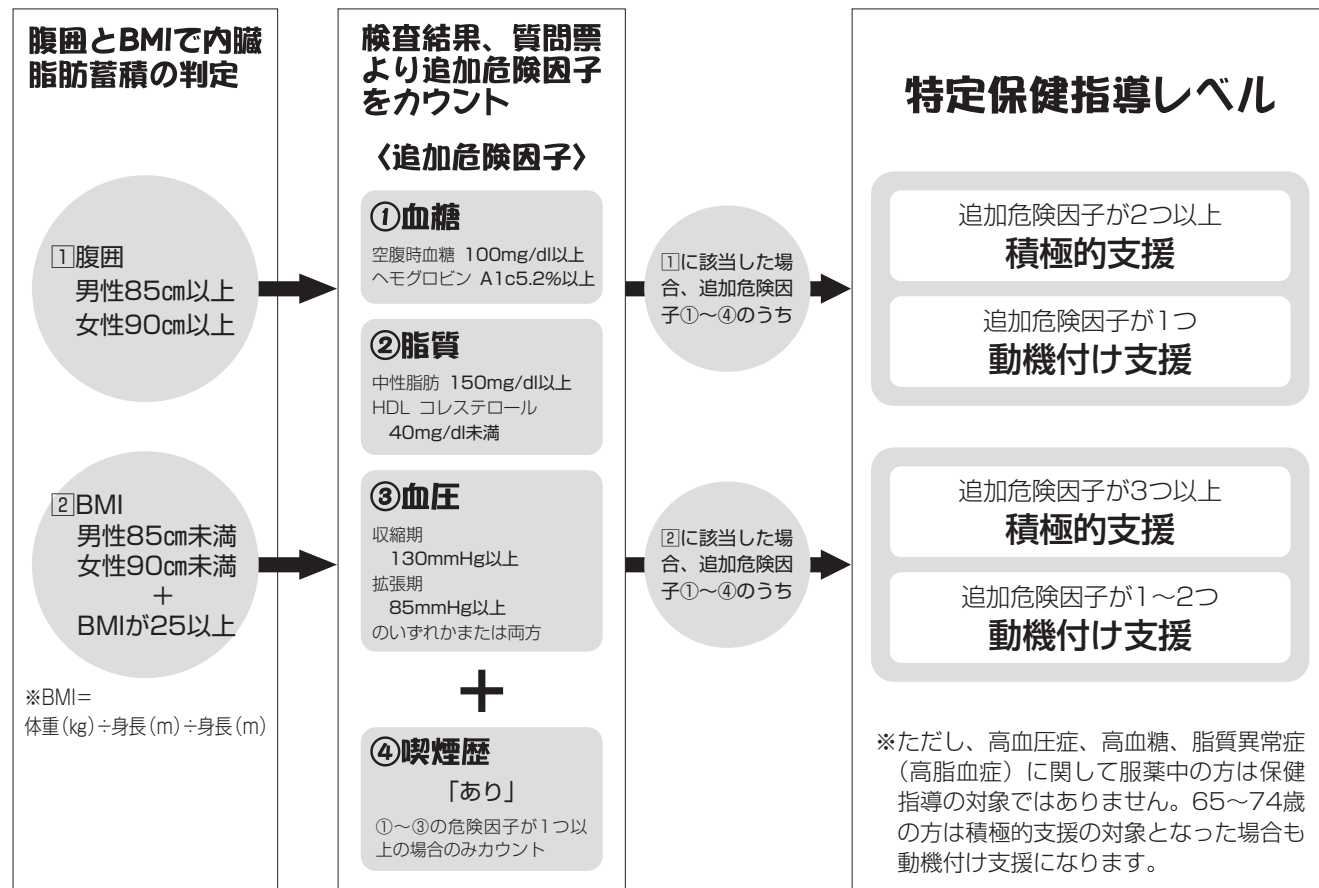 腹囲とBMIで内臓
脂肪蓄積の判定
1腹囲
男性85㎝以上
女性90㎝以上
2BMI
男性85㎝未満
女性90㎝未満
＋
BMIが25以上
※BMI＝
体重(kg)÷身長(m)÷身長(m)
検査結果、質問票
より追加危険因子
をカウント
〈追加危険因子〉
①血糖
空腹時血糖 100mg/dl以上
ヘモグロビン A1c5.2%以上
②脂質
中性脂肪 150mg/dl以上
HDL コレステロール
40mg/dl未満
③血圧
収縮期
130mmHg以上
拡張期
85mmHg以上
のいずれかまたは両方
＋
④喫煙歴
「あり」
①〜③の危険因子が1つ以
上の場合のみカウント
1に該当した場
合、追加危険因
子①〜④のうち
2に該当した場
合、追加危険因
子①〜④のうち
特定保健指導レベル
追加危険因子が2つ以上
積極的支援
追加危険因子が1つ
動機付け支援
追加危険因子が3つ以上
積極的支援
追加危険因子が1〜2つ
動機付け支援
※ただし、高血圧症、高血糖、脂質異常症
（高脂血症）に関して服薬中の方は保健
指導の対象ではありません。65〜74歳
の方は積極的支援の対象となった場合も
動機付け支援になります。